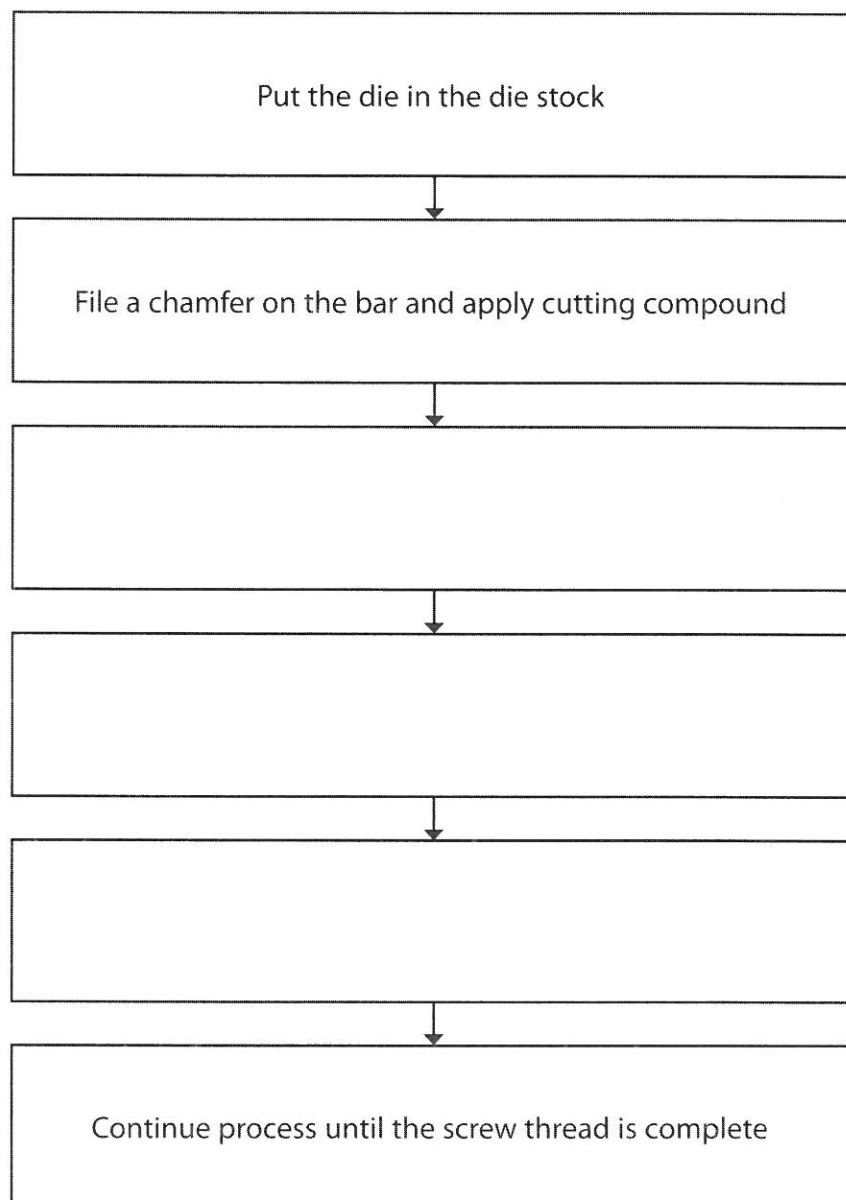 Put the die in the die stock
File a chamfer on the bar and apply cutting compound
Continue process until the screw thread is complete